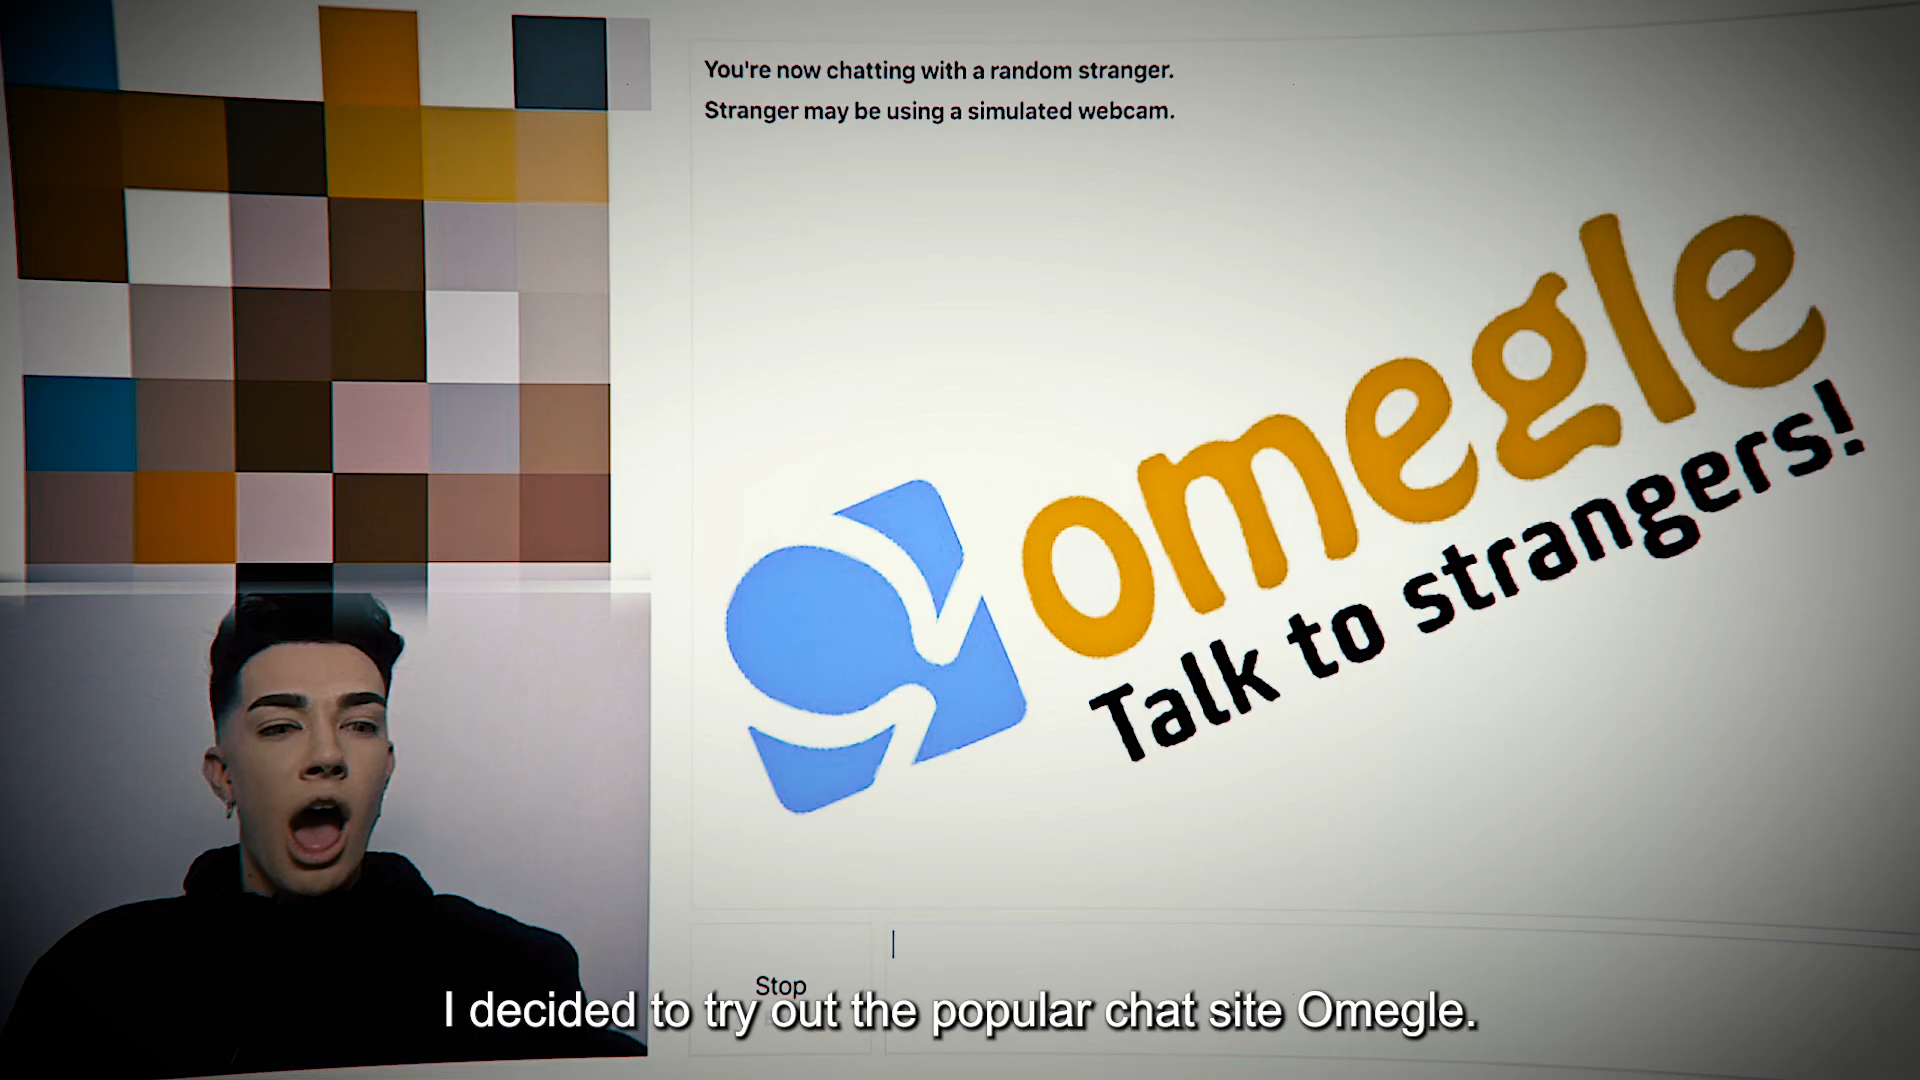 You're now chatting with a random stranger.
Stranger may be using a simulated webcam.
omegle
Talk to strangers!
Stop
I decided to try out the popular chat site Omegle.